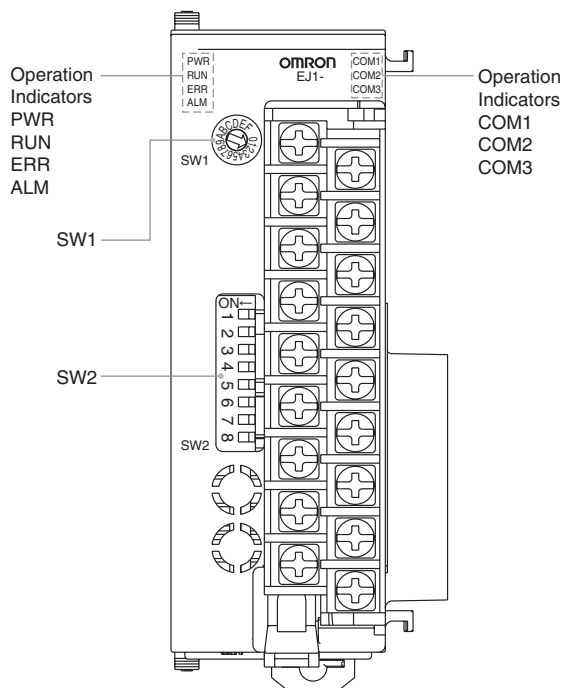 Operation
Indicators
PWR
RUN
ERR
ALM
SW1
SW2
PWR
RUN
ERR
ALM
OMRON
EJ1-
COM1
COM2
COM3
0123456789ABCDEF
SW1
ON←
1
2
3
4
5
6
7
8
SW2
Operation
Indicators
COM1
COM2
COM3